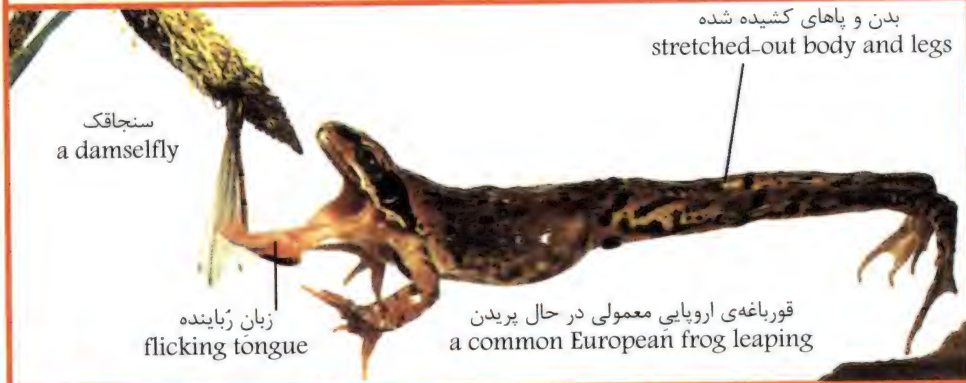 بدن و پاهای کشیده شده
stretched-out body and legs
سنجاقک
a damselfly
زبانِ رُباینده
flicking tongue
قورباغه‌ی اروپاییِ معمولی در حال پریدن
a common European frog leaping